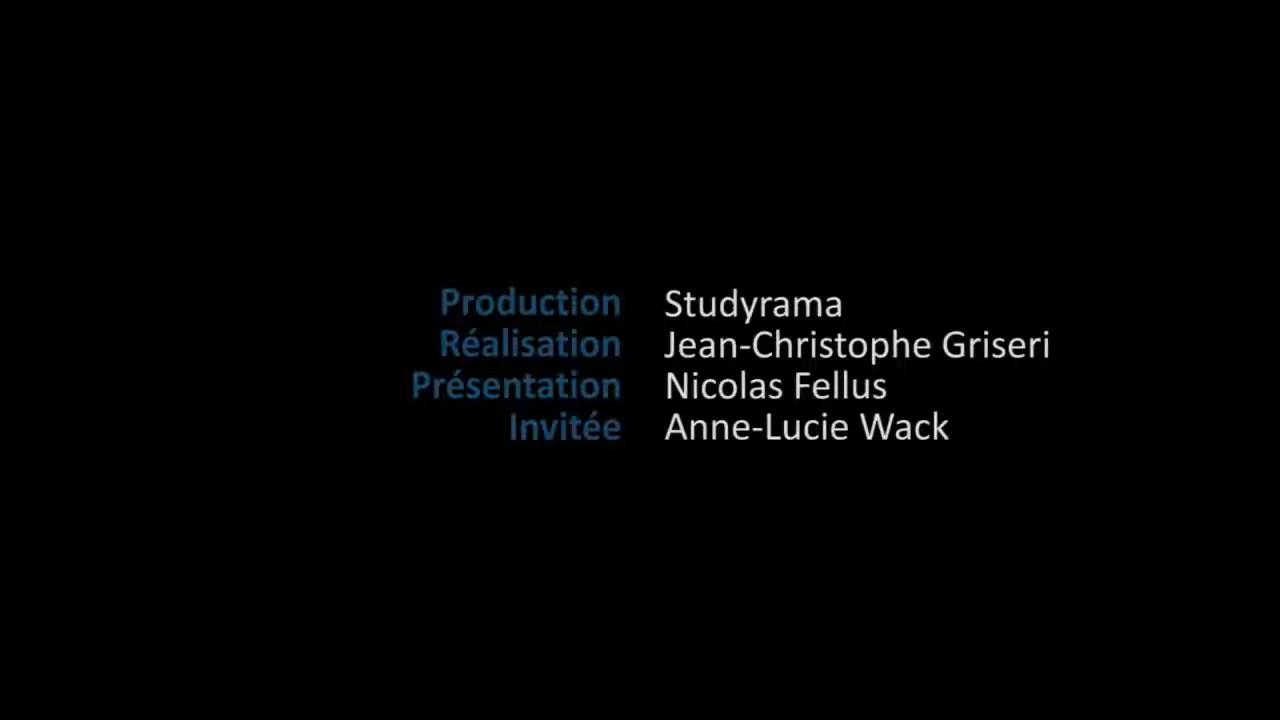 Production Studyrama
Réalisation Jean-Christophe Griseri
Présentation Nicolas Fellus
Invitée Anne-Lucie Wack